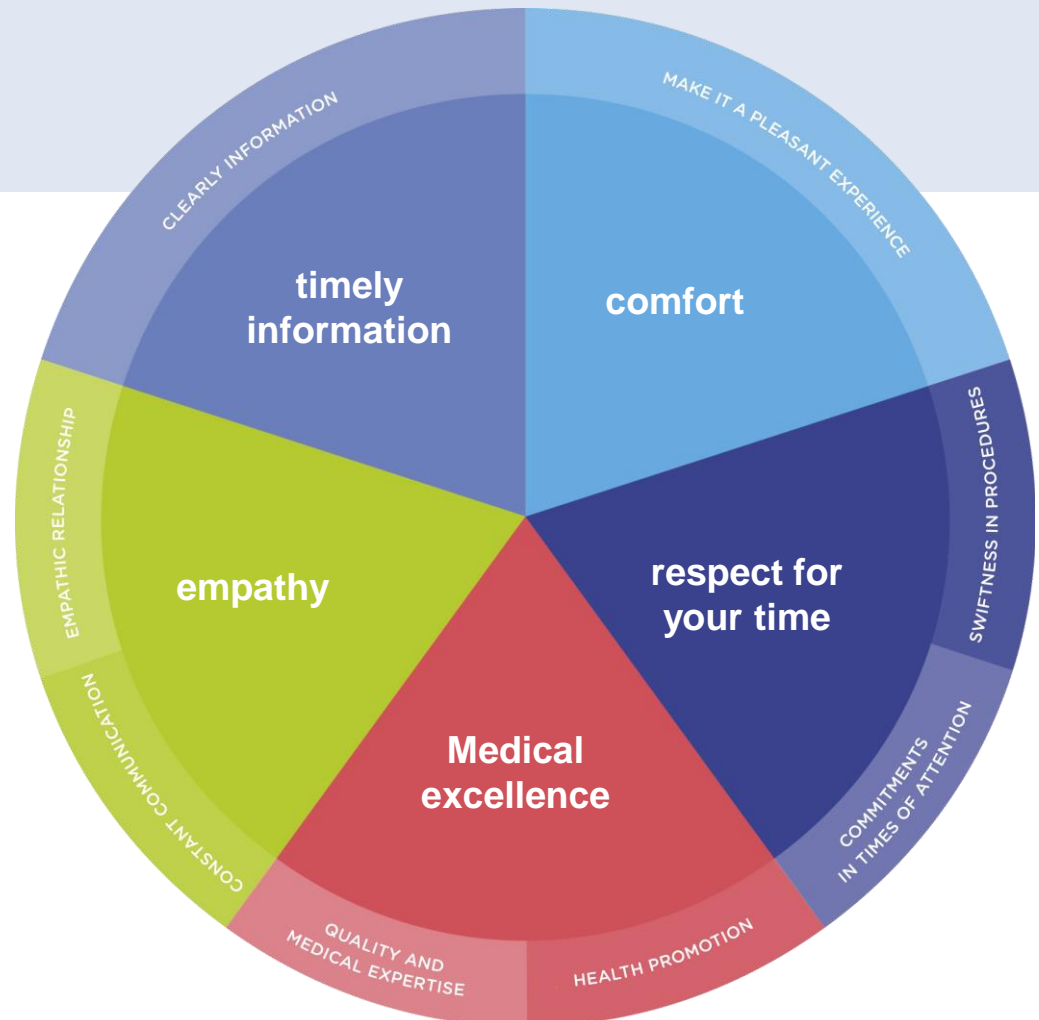 CLEARLY INFORMATION
MAKE IT A PLEASANT EXPERIENCE
timely
information
comfort
EMPATHIC RELATIONSHIP
SWIFTNESS IN PROCEDURES
empathy
respect for
your time
CONSTANT COMMUNICATION
Medical
excellence
COMMITMENTS
IN TIMES OF ATTENTION
QUALITY AND
MEDICAL EXPERTISE
HEALTH PROMOTION